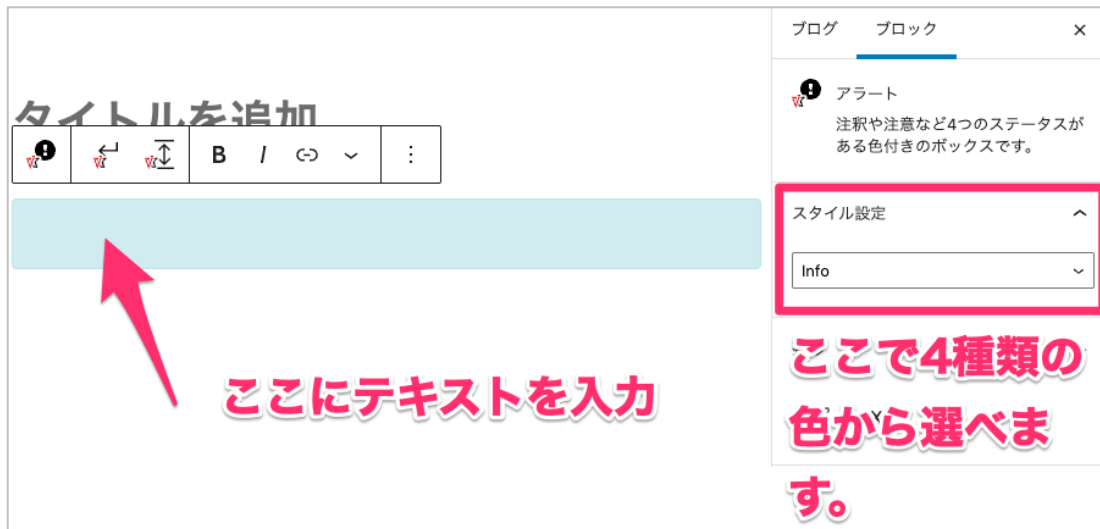 ブログ ブロック ×
タイトルを追加
アラート
注釈や注意など4つのステータスが
ある色付きのボックスです。
B I
スタイル設定
Info
ここにテキストを入力
ここで4種類の
色から選べま
す。